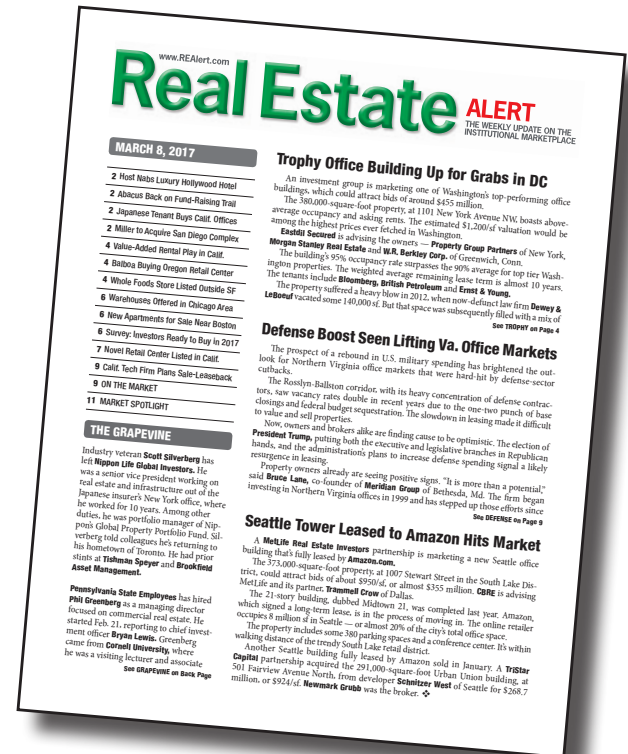 www.REAlert.com
Real Estate ALERT
THE WEEKLY UPDATE ON THE
INSTITUTIONAL MARKETPLACE
MARCH 8, 2017
2 Host Nabs Luxury Hollywood Hotel
2 Abacus Back on Fund-Raising Trail
2 Japanese Tenant Buys Calif. Offices
2 Miller to Acquire San Diego Complex
4 Value-Added Rental Play in Calif.
4 Balboa Buying Oregon Retail Center
4 Whole Foods Store Listed Outside SF
6 Warehouses Offered in Chicago Area
6 New Apartments for Sale Near Boston
6 Survey: Investors Ready to Buy in 2017
7 Novel Retail Center Listed in Calif.
9 Calif. Tech Firm Plans Sale-Leaseback
9 ON THE MARKET
11 MARKET SPOTLIGHT
THE GRAPEVINE
Industry veteran Scott Silverberg has
left Nippon Life Global Investors. He
was a senior vice president working on
real estate and infrastructure out of the
Japanese insurer's New York office, where
he worked for 10 years. Among other
duties, he was portfolio manager of Nip-
pon's Global Property Portfolio Fund. Sil-
verberg told colleagues he's returning to
his hometown of Toronto. He had prior
stints at Tishman Speyer and Brookfield
Asset Management.
Pennsylvania State Employees has hired
Phil Greenberg as a managing director
focused on commercial real estate. He
started Feb. 21, reporting to chief invest-
ment officer Bryan Lewis. Greenberg
came from Cornell University, where
he was a visiting lecturer and associate
See GRAPEVINE on Back Page
Trophy Office Building Up for Grabs in DC
An investment group is marketing one of Washington's top-performing office
buildings, which could attract bids of around $455 million.
The 380,000-square-foot property, at 1101 New York Avenue NW, boasts above-
average occupancy and asking rents. The estimated $1,200/sf valuation would be
among the highest prices ever fetched in Washington.
Eastdil Secured is advising the owners — Property Group Partners of New York,
Morgan Stanley Real Estate and W.R. Berkley Corp. of Greenwich, Conn.
The building's 95% occupancy rate surpasses the 90% average for top tier Wash-
ington properties. The weighted average remaining lease term is almost 10 years.
The tenants include Bloomberg, British Petroleum and Ernst & Young.
The property suffered a heavy blow in 2012, when now-defunct law firm Dewey &
LeBoeuf vacated some 140,000 sf. But that space was subsequently filled with a mix of
See TROPHY on Page 4
Defense Boost Seen Lifting Va. Office Markets
The prospect of a rebound in U.S. military spending has brightened the out-
look for Northern Virginia office markets that were hard-hit by defense-sector
cutbacks.
The Rosslyn-Ballston corridor, with its heavy concentration of defense contrac-
tors, saw vacancy rates double in recent years due to the one-two punch of base
closings and federal budget sequestration. The slowdown in leasing made it difficult
to value and sell properties.
Now, owners and brokers alike are finding cause to be optimistic. The election of
President Trump, putting both the executive and legislative branches in Republican
hands, and the administration's plans to increase defense spending signal a likely
resurgence in leasing.
Property owners already are seeing positive signs. "It is more than a potential,"
said Bruce Lane, co-founder of Meridian Group of Bethesda, Md. The firm began
investing in Northern Virginia offices in 1999 and has stepped up those efforts since
See DEFENSE on Page 9
Seattle Tower Leased to Amazon Hits Market
A MetLife Real Estate Investors partnership is marketing a new Seattle office
building that's fully leased by Amazon.com.
The 373,000-square-foot property, at 1007 Stewart Street in the South Lake Dis-
trict, could attract bids of about $950/sf, or almost $355 million. CBRE is advising
MetLife and its partner, Trammell Crow of Dallas.
The 21-story building, dubbed Midtown 21, was completed last year. Amazon,
which signed a long-term lease, is in the process of moving in. The online retailer
occupies 8 million sf in Seattle — or almost 20% of the city's total office space.
The property includes some 380 parking spaces and a conference center. It's within
walking distance of the trendy South Lake retail district.
Another Seattle building fully leased by Amazon sold in January. A TriStar
Capital partnership acquired the 291,000-square-foot Urban Union building, at
501 Fairview Avenue North, from developer Schnitzer West of Seattle for $268.7
million, or $924/sf. Newmark Grubb was the broker. ❖